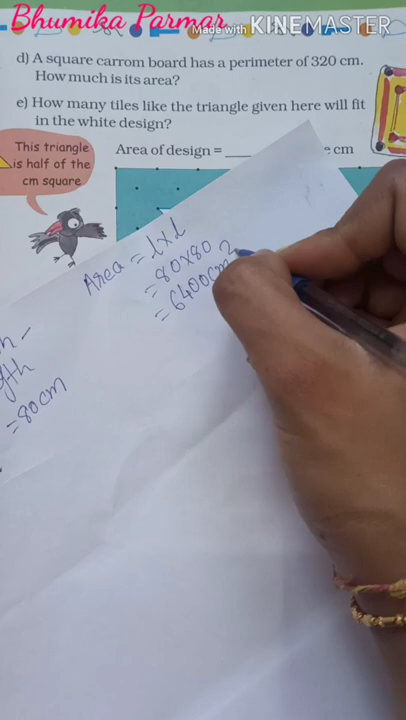 Bhumika Parmar
Made with KINEMASTER
d) A square carrom board has a perimeter of 320 cm.
How much is its area?
e) How many tiles like the triangle given here will fit
in the white design?
This triangle
is half of the
cm square
Area of design = ____ e cm
Area = l×l
= 80×80
= 6400cm2
= 80cm